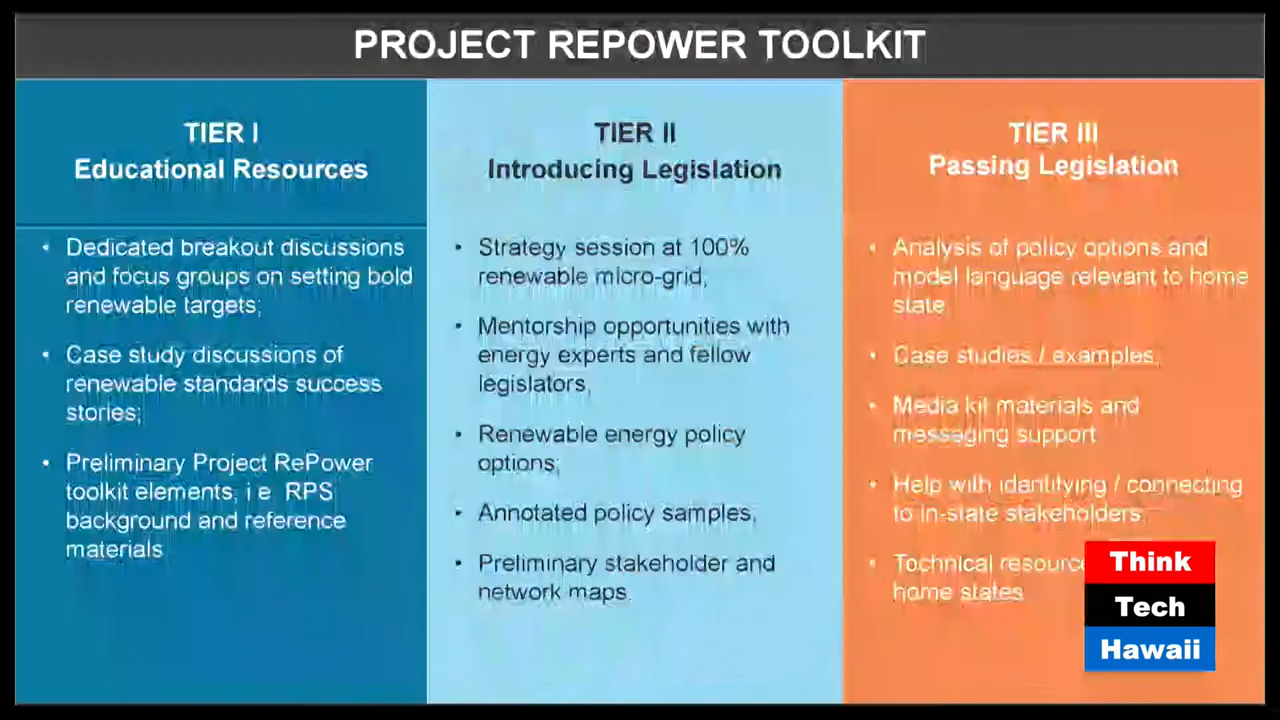 PROJECT REPOWER TOOLKIT
TIER I
Educational Resources
• Dedicated breakout discussions
and focus groups on setting bold
renewable targets;
• Case study discussions of
renewable standards success
stories;
• Preliminary Project RePower
toolkit elements, i e RPS
background and reference
materials
TIER II
Introducing Legislation
• Strategy session at 100%
renewable micro-grid;
• Mentorship opportunities with
energy experts and fellow
legislators;
• Renewable energy policy
options;
• Annotated policy samples;
• Preliminary stakeholder and
network maps
TIER III
Passing Legislation
• Analysis of policy options and
model language relevant to home
state
• Case studies / examples;
• Media kit materials and
messaging support
• Help with identifying / connecting
to in-state stakeholders
• Technical
home states
Think
Tech
Hawaii